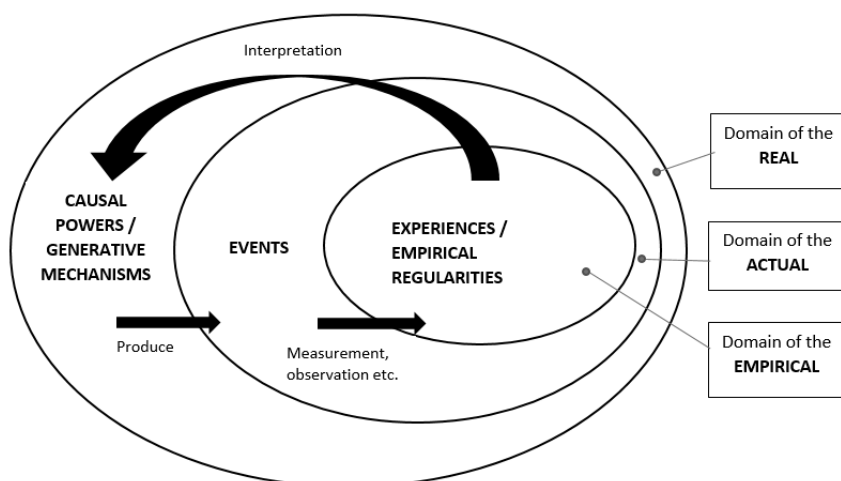 Interpretation
CAUSAL
POWERS /
GENERATIVE
MECHANISMS
EVENTS
EXPERIENCES /
EMPIRICAL
REGULARITIES
Produce
Measurement,
observation etc.
Domain of the
REAL
Domain of the
ACTUAL
Domain of the
EMPIRICAL